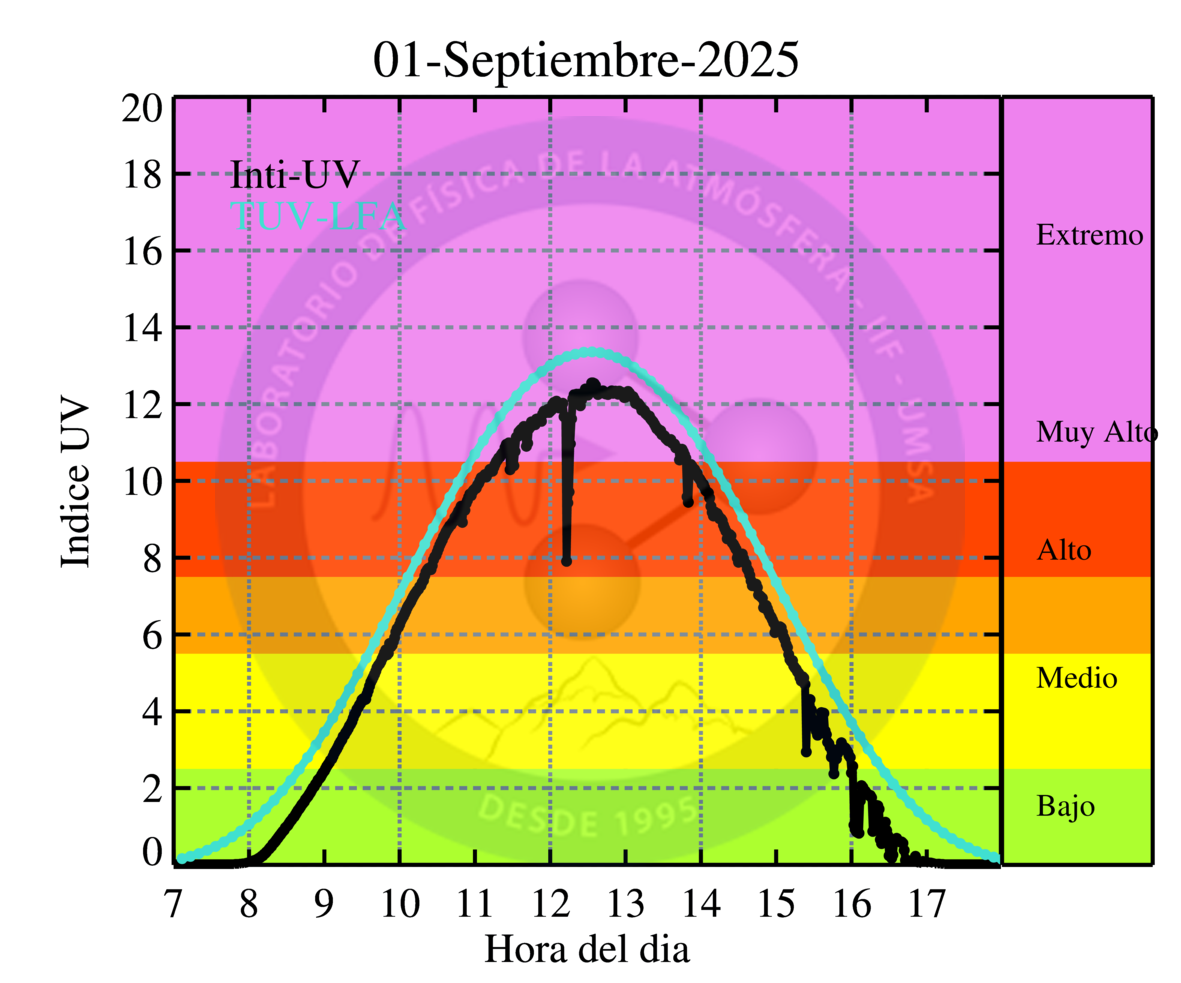 01-Septiembre-2025
Indice UV
20
18
16
14
12
10
8
6
4
2
0
Inti-UV
TUV-LFA
LABORATORIO DE FÍSICA DE LA ATMÓSFERA - IIF - UMSA
DESDE 1995
Extremo
Muy Alto
Alto
Medio
Bajo
7 8 9 10 11 12 13 14 15 16 17
Hora del dia